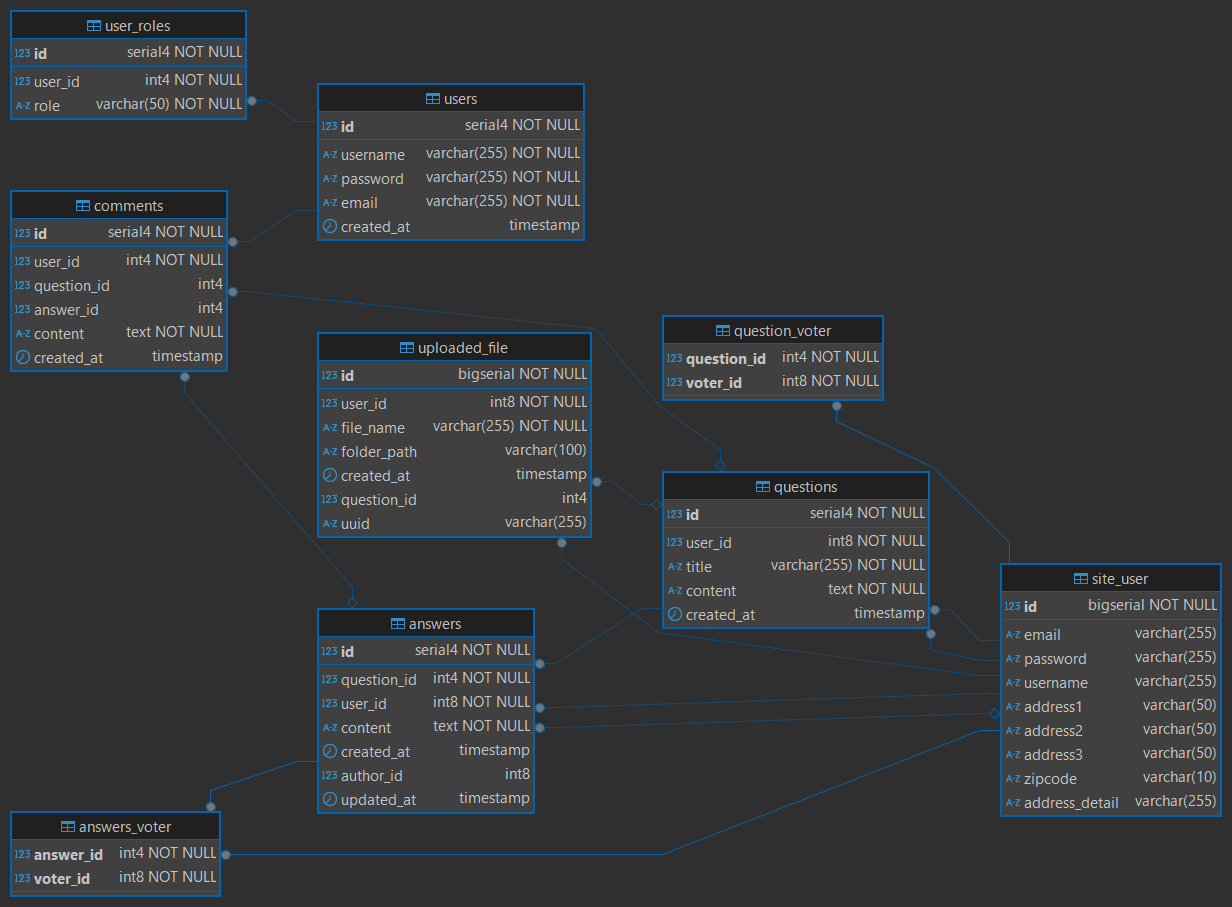 user_roles
123 id serial4 NOT NULL
123 user_id int4 NOT NULL
A-Z role varchar(50) NOT NULL
users
123 id serial4 NOT NULL
A-Z username varchar(255) NOT NULL
A-Z password varchar(255) NOT NULL
A-Z email varchar(255) NOT NULL
created_at timestamp
comments
123 id serial4 NOT NULL
123 user_id int4 NOT NULL
123 question_id int4
123 answer_id int4
A-Z content text NOT NULL
created_at timestamp
uploaded_file
123 id bigserial NOT NULL
123 user_id int8 NOT NULL
A-Z file_name varchar(255) NOT NULL
A-Z folder_path varchar(100)
created_at timestamp
123 question_id int4
A-Z uuid varchar(255)
question_voter
123 question_id int4 NOT NULL
123 voter_id int8 NOT NULL
questions
123 id serial4 NOT NULL
123 user_id int8 NOT NULL
A-Z title varchar(255) NOT NULL
A-Z content text NOT NULL
created_at timestamp
site_user
123 id bigserial NOT NULL
A-Z email varchar(255)
A-Z password varchar(255)
A-Z username varchar(255)
A-Z address1 varchar(50)
A-Z address2 varchar(50)
A-Z address3 varchar(50)
A-Z zipcode varchar(10)
A-Z address_detail varchar(255)
answers
123 id serial4 NOT NULL
123 question_id int4 NOT NULL
123 user_id int8 NOT NULL
A-Z content text NOT NULL
created_at timestamp
123 author_id int8
updated_at timestamp
answers_voter
123 answer_id int4 NOT NULL
123 voter_id int8 NOT NULL